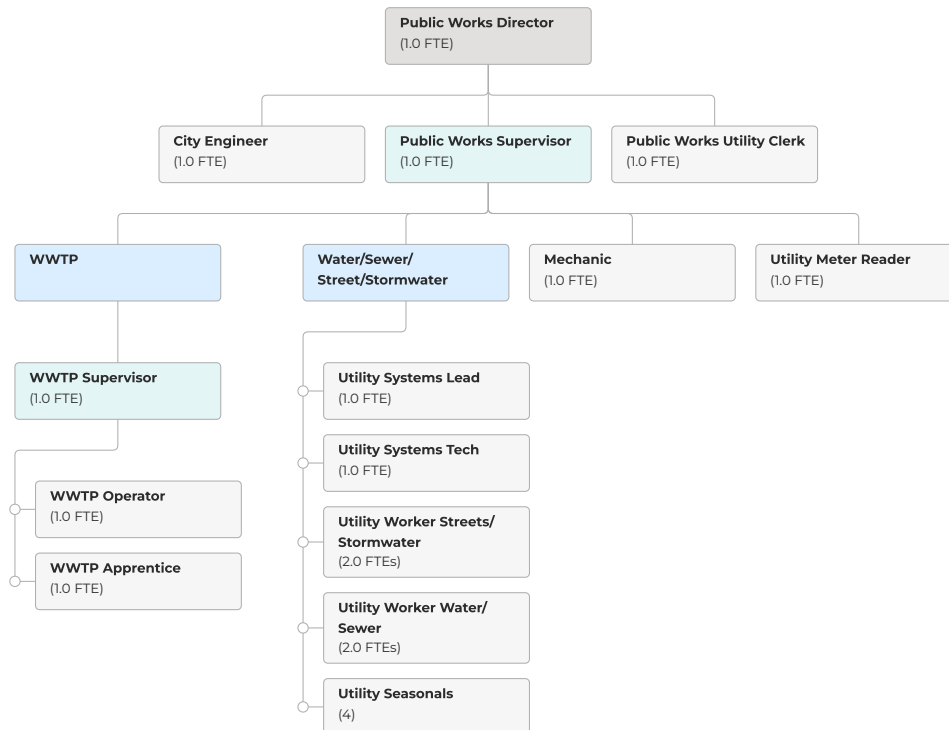 Public Works Director
(1.0 FTE)
City Engineer
(1.0 FTE)
Public Works Supervisor
(1.0 FTE)
Public Works Utility Clerk
(1.0 FTE)
WWTP
Water/Sewer/
Street/Stormwater
Mechanic
(1.0 FTE)
Utility Meter Reader
(1.0 FTE)
WWTP Supervisor
(1.0 FTE)
WWTP Operator
(1.0 FTE)
WWTP Apprentice
(1.0 FTE)
Utility Systems Lead
(1.0 FTE)
Utility Systems Tech
(1.0 FTE)
Utility Worker Streets/
Stormwater
(2.0 FTEs)
Utility Worker Water/
Sewer
(2.0 FTEs)
Utility Seasonals
(4)